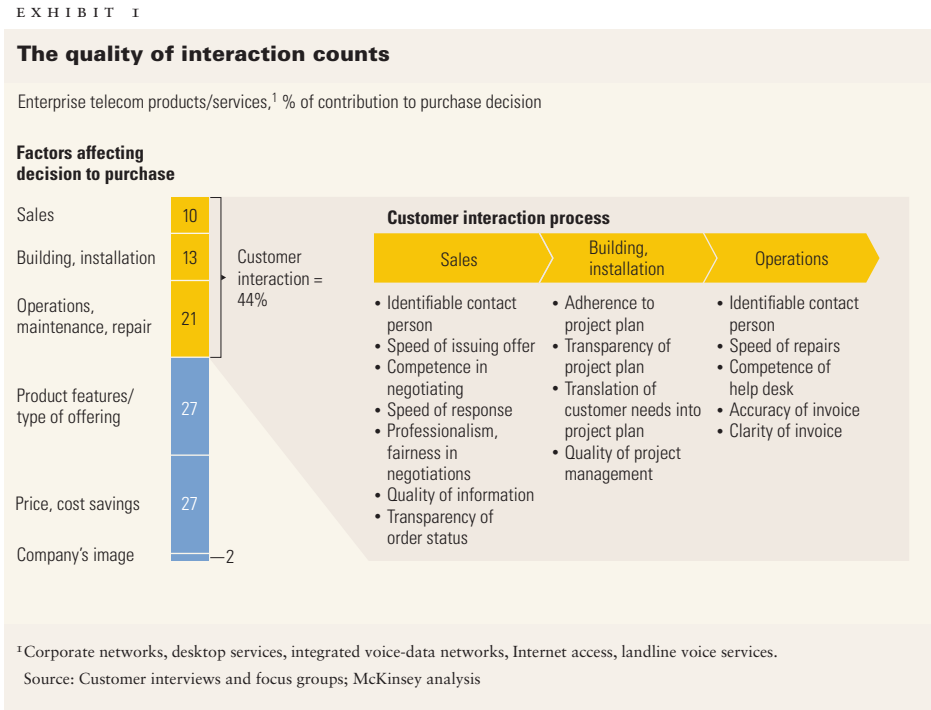 EXHIBIT 1
The quality of interaction counts
Enterprise telecom products/services,¹ % of contribution to purchase decision
Factors affecting
decision to purchase
Sales
10
Building, installation
13
Operations,
maintenance, repair
21
Product features/
type of offering
27
Price, cost savings
27
Company's image
2
Customer
interaction =
44%
Customer interaction process
Sales
• Identifiable contact
person
• Speed of issuing offer
• Competence in
negotiating
• Speed of response
• Professionalism,
fairness in
negotiations
• Quality of information
• Transparency of
order status
Building,
installation
• Adherence to
project plan
• Transparency of
project plan
• Translation of
customer needs into
project plan
• Quality of project
management
Operations
• Identifiable contact
person
• Speed of repairs
• Competence of
help desk
• Accuracy of invoice
• Clarity of invoice
¹Corporate networks, desktop services, integrated voice-data networks, Internet access, landline voice services.
Source: Customer interviews and focus groups; McKinsey analysis